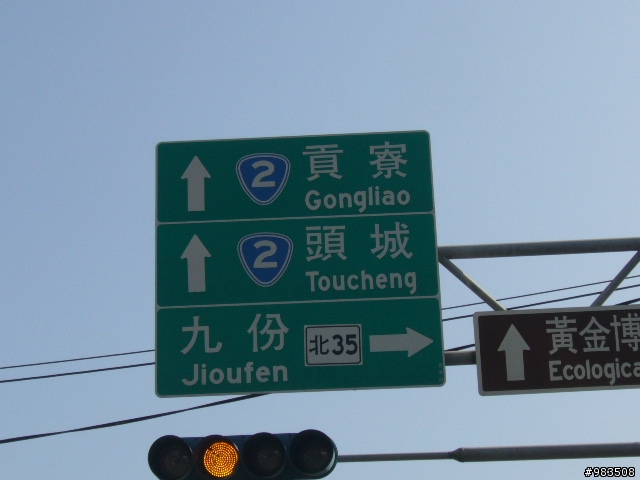 2 貢寮
Gongliao
2 頭城
Toucheng
九份 北35
Jioufen
黃金博
Ecologica
#983508